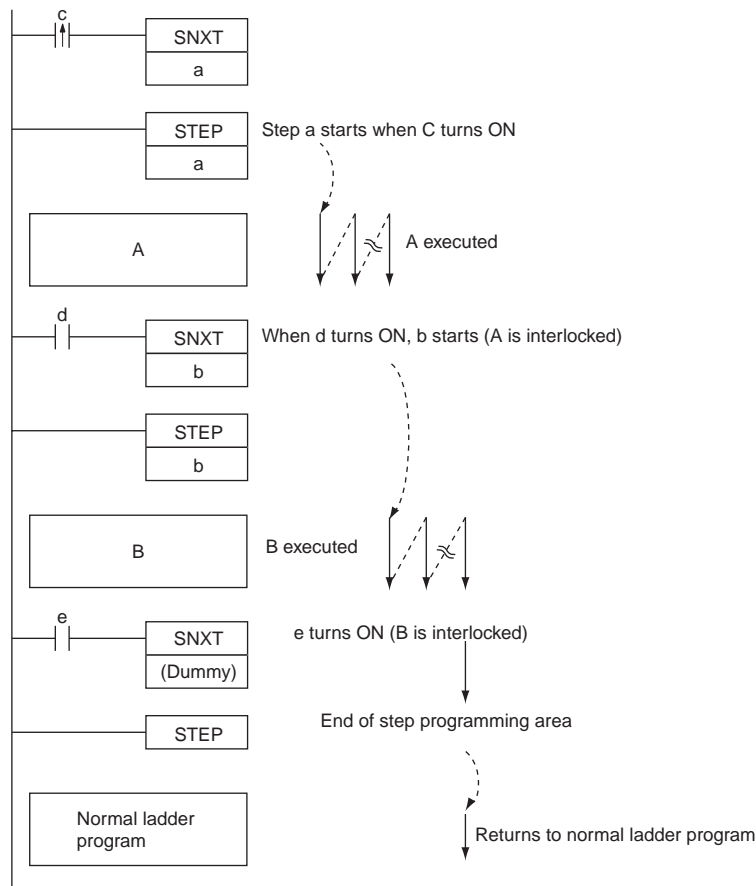 c
SNXT
a
STEP
a
Step a starts when C turns ON
A
A executed
d
SNXT
b
When d turns ON, b starts (A is interlocked)
STEP
b
B
B executed
e
SNXT
(Dummy)
e turns ON (B is interlocked)
End of step programming area
STEP
Normal ladder
program
Returns to normal ladder program